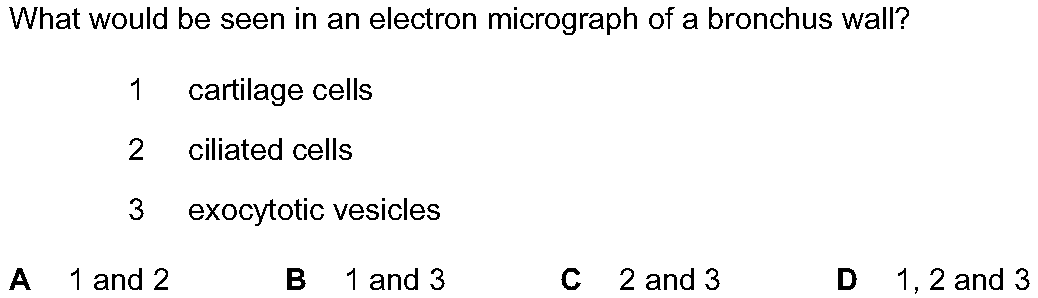 What would be seen in an electron micrograph of a bronchus wall?
1 cartilage cells
2 ciliated cells
3 exocytotic vesicles
A 1 and 2 B 1 and 3 C 2 and 3 D 1, 2 and 3